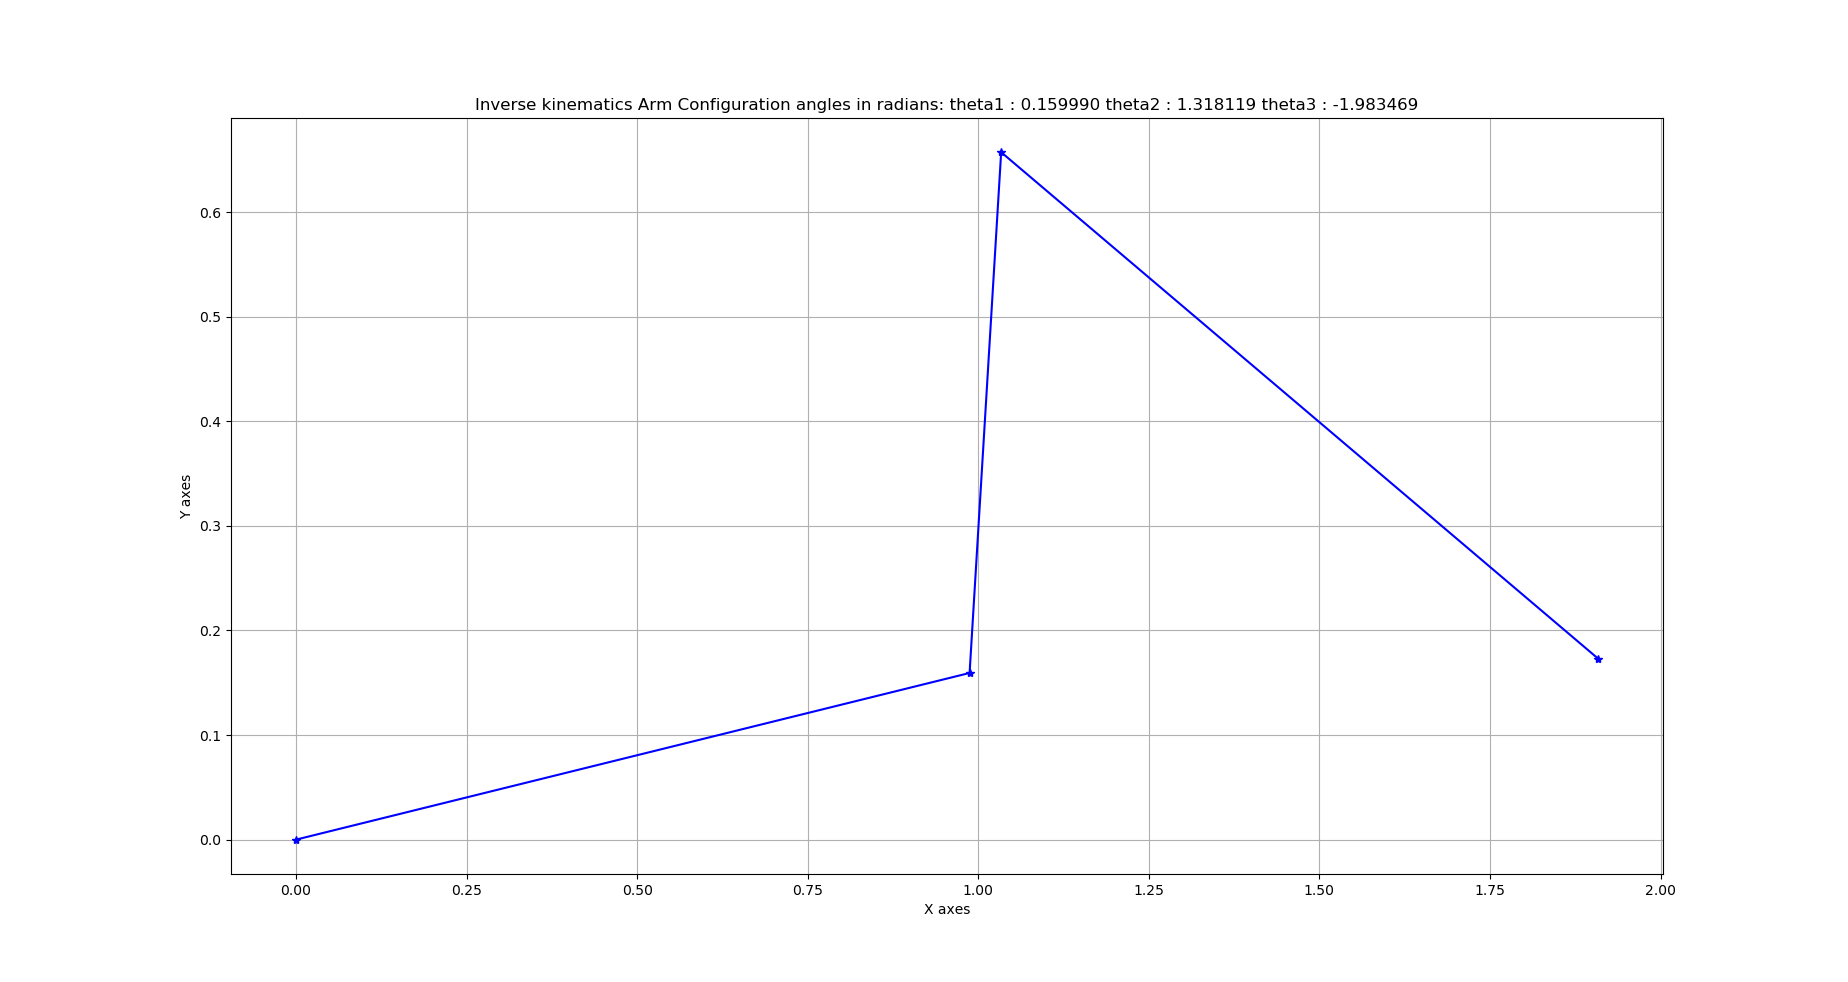 Inverse kinematics Arm Configuration angles in radians: theta1 : 0.159990 theta2 : 1.318119 theta3 : -1.983469
0.6
0.5
0.4
0.3
0.2
0.1
0.0
Y axes
0.00 0.25 0.50 0.75 1.00 1.25 1.50 1.75 2.00
X axes